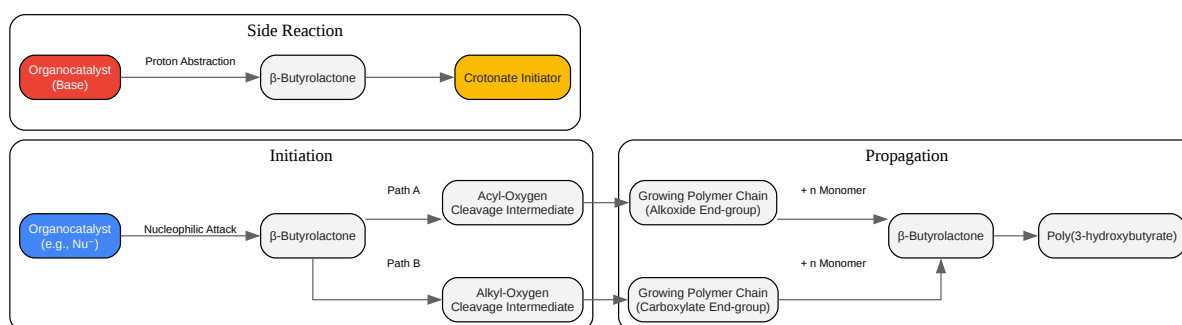 Side Reaction
Organocatalyst
(Base)
Proton Abstraction
β-Butyrolactone
Crotonate Initiator
Initiation
Organocatalyst
(e.g., Nu⁻)
Nucleophilic Attack
β-Butyrolactone
Path A
Acyl-Oxygen
Cleavage Intermediate
Path B
Alkyl-Oxygen
Cleavage Intermediate
Propagation
Growing Polymer Chain
(Alkoxide End-group)
+ n Monomer
Growing Polymer Chain
(Carboxylate End-group)
+ n Monomer
β-Butyrolactone
Poly(3-hydroxybutyrate)